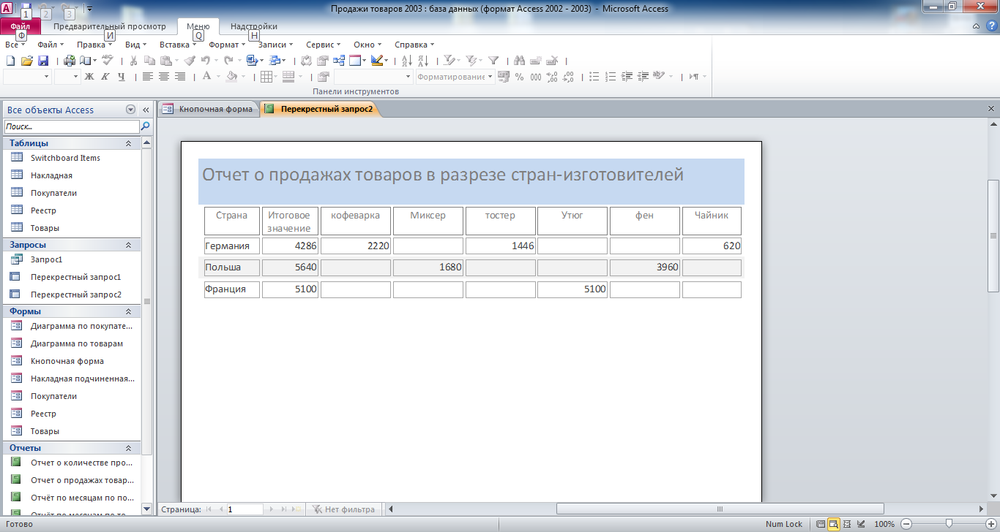 Продажи товаров 2003 : база данных (формат Access 2002 - 2003) - Microsoft Access
1 2 3
Файл Предварительный просмотр Меню Надстройки
Ф И Q Н
Все Файл Правка Вид Вставка Формат Записи Сервис Окно Справка
Ж К Ч А Форматирование % 000
Панели инструментов
Все объекты Access
Кнопочная форма Перекрестный запрос2
Поиск...
Таблицы
Switchboard Items
Накладная
Покупатели
Реестр
Товары
Запросы
Запрос1
Перекрестный запрос1
Перекрестный запрос2
Формы
Диаграмма по покупате...
Диаграмма по товарам
Кнопочная форма
Накладная подчиненная...
Покупатели
Реестр
Товары
Отчеты
Отчет о количестве про...
Отчет о продажах товар...
Отчёт по месяцам по по...
Отчет о продажах товаров в разрезе стран-изготовителей
Страна Итоговое значение кофеварка Миксер тостер Утюг фен Чайник
Германия 4286 2220 1446 620
Польша 5640 1680 3960
Франция 5100 5100
Страница: 1 Нет фильтра
Готово Num Lock 100%